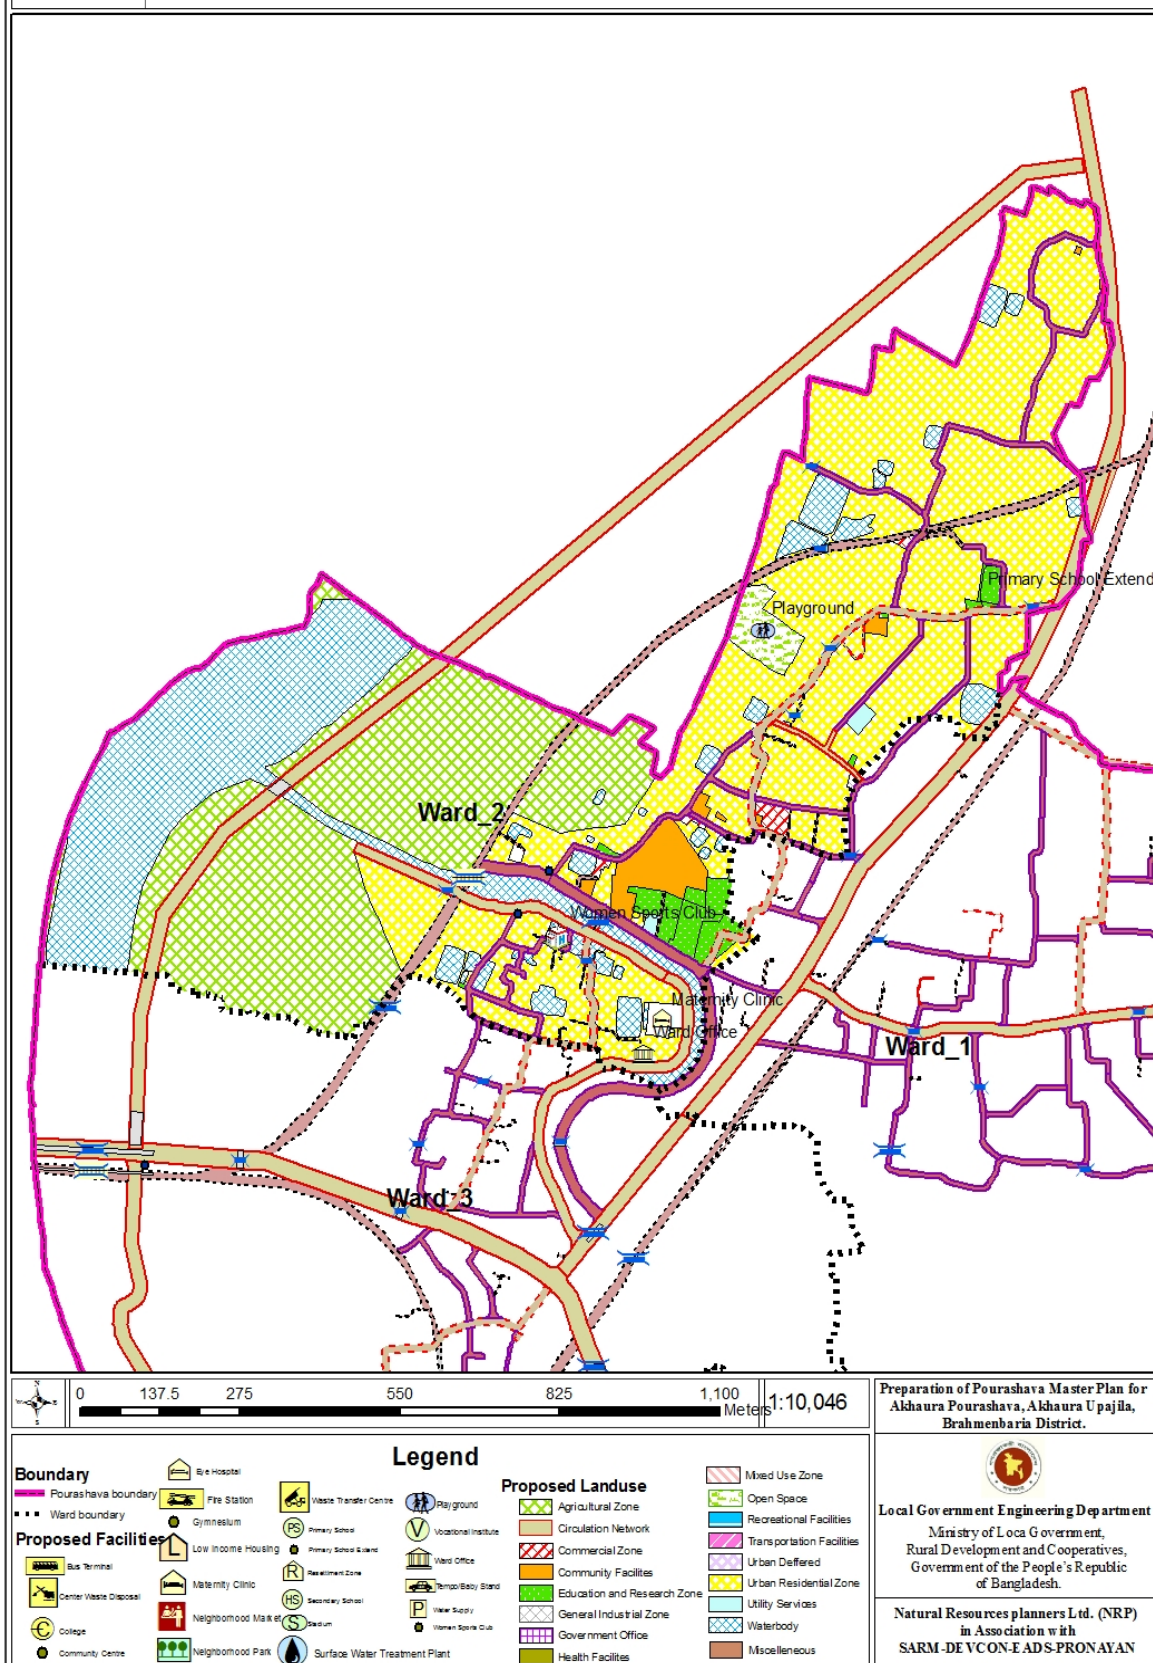 Primary School Extend
Playground
Ward_2
Women Sports Club
Maternity Clinic
Ward Office
Ward_1
Ward_3
0 137.5 275 550 825 1,100
Meters
1:10,046
Preparation of Pourashava Master Plan for
Akhaura Pourashava, Akhaura Upajila,
Brahmenbaria District.
Local Government Engineering Department
Ministry of Loca Government,
Rural Development and Cooperatives,
Government of the People's Republic
of Bangladesh.
Natural Resources planners Ltd. (NRP)
in Association with
SARM-DEVCON-EADS-PRONAYAN
Legend
Boundary
Pourashava boundary
Ward boundary
Proposed Facilities
Bus Terminal
Center Waste Disposal
College
Community Centre
Eye Hospital
Fire Station
Gymnesium
L
Low Income Housing
Maternity Clinic
Neighborhood Market
Neighborhood Park
Waste Transfer Centre
PS
Primary School
Primary School Extend
R
Resettlment Zone
HS
Secondary School
S
Stadium
Surface Water Treatment Plant
Playground
V
Vocational Institute
Ward Office
Tempo/Baby Stand
P
Water Supply
Women Sports Club
Proposed Landuse
Agricultural Zone
Circulation Network
Commercial Zone
Community Facilites
Education and Research Zone
General Industrial Zone
Government Office
Health Facilities
Mixed Use Zone
Open Space
Recreational Facilities
Transportation Facilities
Urban Deffered
Urban Residential Zone
Utility Services
Waterbody
Miscelleneous